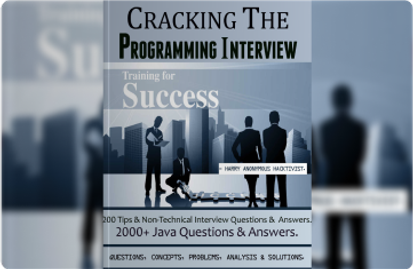 CRACKING THE
PROGRAMMING INTERVIEW
Training for
Success
+ HARRY ANONYMOUS HACKTIVIST.
200 Tips & Non-Technical Interview Questions & Answers.
2000+ Java Questions & Answers.
QUESTIONS, CONCEPTS, PROBLEMS, ANALYSIS & SOLUTIONS.